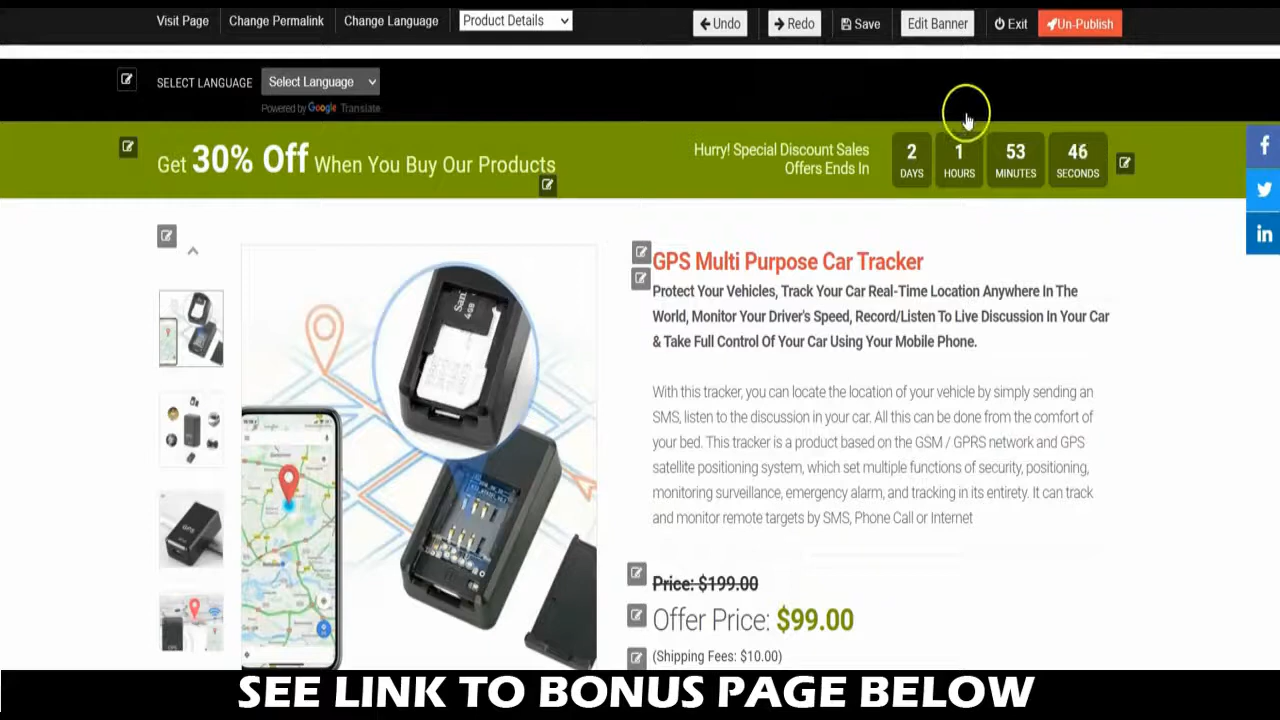 Visit Page
Change Permalink
Change Language
Product Details
Undo
Redo
Save
Edit Banner
Exit
Un-Publish
SELECT LANGUAGE
Select Language
Powered by Google Translate
Get 30% Off When You Buy Our Products
Hurry! Special Discount Sales
Offers Ends In
2
DAYS
1
HOURS
53
MINUTES
46
SECONDS
GPS Multi Purpose Car Tracker
Protect Your Vehicles, Track Your Car Real-Time Location Anywhere In The
World, Monitor Your Driver's Speed, Record/Listen To Live Discussion In Your Car
& Take Full Control Of Your Car Using Your Mobile Phone.
With this tracker, you can locate the location of your vehicle by simply sending an
SMS, listen to the discussion in your car. All this can be done from the comfort of
your bed. This tracker is a product based on the GSM / GPRS network and GPS
satellite positioning system, which set multiple functions of security, positioning,
monitoring surveillance, emergency alarm, and tracking in its entirety. It can track
and monitor remote targets by SMS, Phone Call or Internet
GPS
Price: $199.00
Offer Price: $99.00
(Shipping Fees: $10.00)
SEE LINK TO BONUS PAGE BELOW